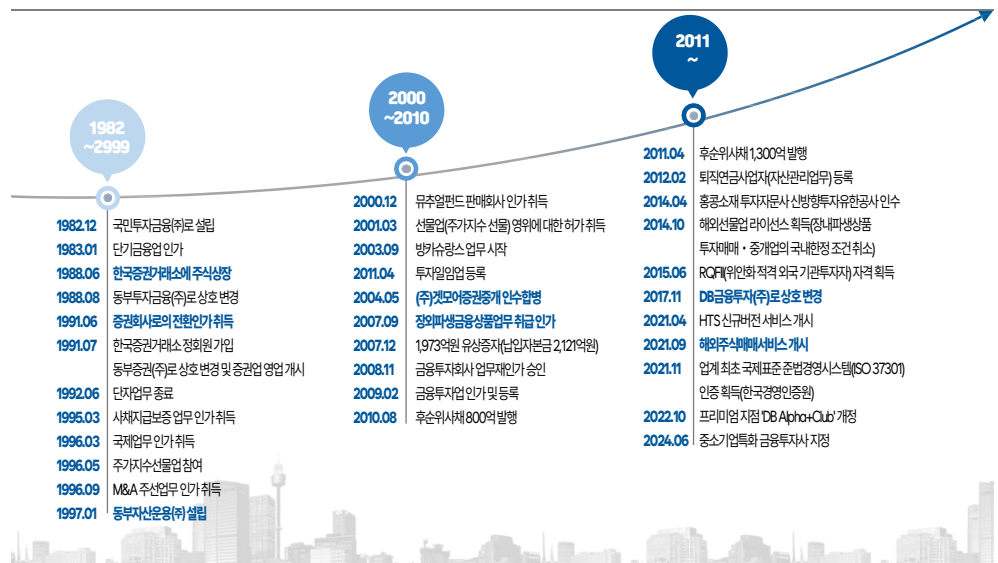 1982
~2999
1982.12 국민투자금융(주)로 설립
1983.01 단기금융업 인가
1988.06 한국증권거래소에 주식상장
1988.08 동부투자금융(주)로 상호 변경
1991.06 증권회사로의 전환인가 취득
1991.07 한국증권거래소 정회원 가입
동부증권(주)로 상호 변경 및 증권업 영업 개시
1992.06 단자업무 종료
1995.03 사채지급보증 업무 인가 취득
1996.03 국제업무 인가 취득
1996.05 주가지수선물업 참여
1996.09 M&A 주선업무 인가 취득
1997.01 동부자산운용(주) 설립
2000
~2010
2000.12 뮤추얼펀드 판매회사 인가 취득
2001.03 선물업(주가지수 선물) 영위에 대한 허가 취득
2003.09 방카슈랑스 업무 시작
2011.04 투자일임업 등록
2004.05 (주)겟모어증권중개 인수합병
2007.09 장외파생금융상품업무 취급 인가
2007.12 1,973억원 유상증자(납입자본금 2,121억원)
2008.11 금융투자회사 업무재인가 승인
2009.02 금융투자업 인가 및 등록
2010.08 후순위사채 800억 발행
2011
~
2011.04 후순위사채 1,300억 발행
2012.02 퇴직연금사업자(자산관리업무) 등록
2014.04 홍콩소재 투자자문사 신방향투자유한공사 인수
2014.10 해외선물업 라이선스 획득(장내파생상품
투자매매・중개업의 국내한정 조건 취소)
2015.06 RQFII(위안화 적격 외국 기관투자자) 자격 획득
2017.11 DB금융투자(주)로 상호 변경
2021.04 HTS 신규버전 서비스 개시
2021.09 해외주식매매서비스 개시
2021.11 업계 최초 국제표준 준법경영시스템(ISO 37301)
인증 획득(한국경영인증원)
2022.10 프리미엄 지점 'DB Alpha+Club' 개정
2024.06 중소기업특화 금융투자사 지정